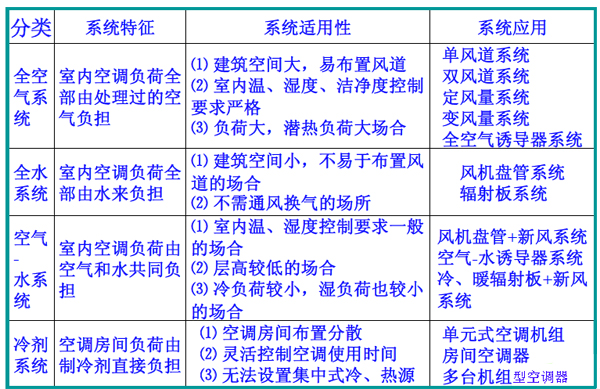 分类
系统特征
系统适用性
系统应用
全空
气系
统
室内空调负荷全
部由处理过的空
气负担
⑴ 建筑空间大，易布置风道
⑵ 室内温、湿度、洁净度控制
要求严格
⑶ 负荷大，潜热负荷大场合
单风道系统
双风道系统
定风量系统
变风量系统
全空气诱导器系统
全水
系统
室内空调负荷全
部由水来负担
⑴ 建筑空间小，不易于布置风
道的场合
⑵ 不需通风换气的场所
风机盘管系统
辐射板系统
空气
-
水系
统
室内空调负荷由
空气和水共同负
担
⑴ 室内温、湿度控制要求一般
的场合
⑵ 层高较低的场合
⑶ 冷负荷较小，湿负荷也较小
的场合
风机盘管+新风系统
空气-水诱导器系统
冷、暖辐射板+新风
系统
冷剂
系统
空调房间负荷由
制冷剂直接负担
⑴ 空调房间布置分散
⑵ 灵活控制空调使用时间
⑶ 无法设置集中式冷、热源
单元式空调机组
房间空调器
多台机组型空调器